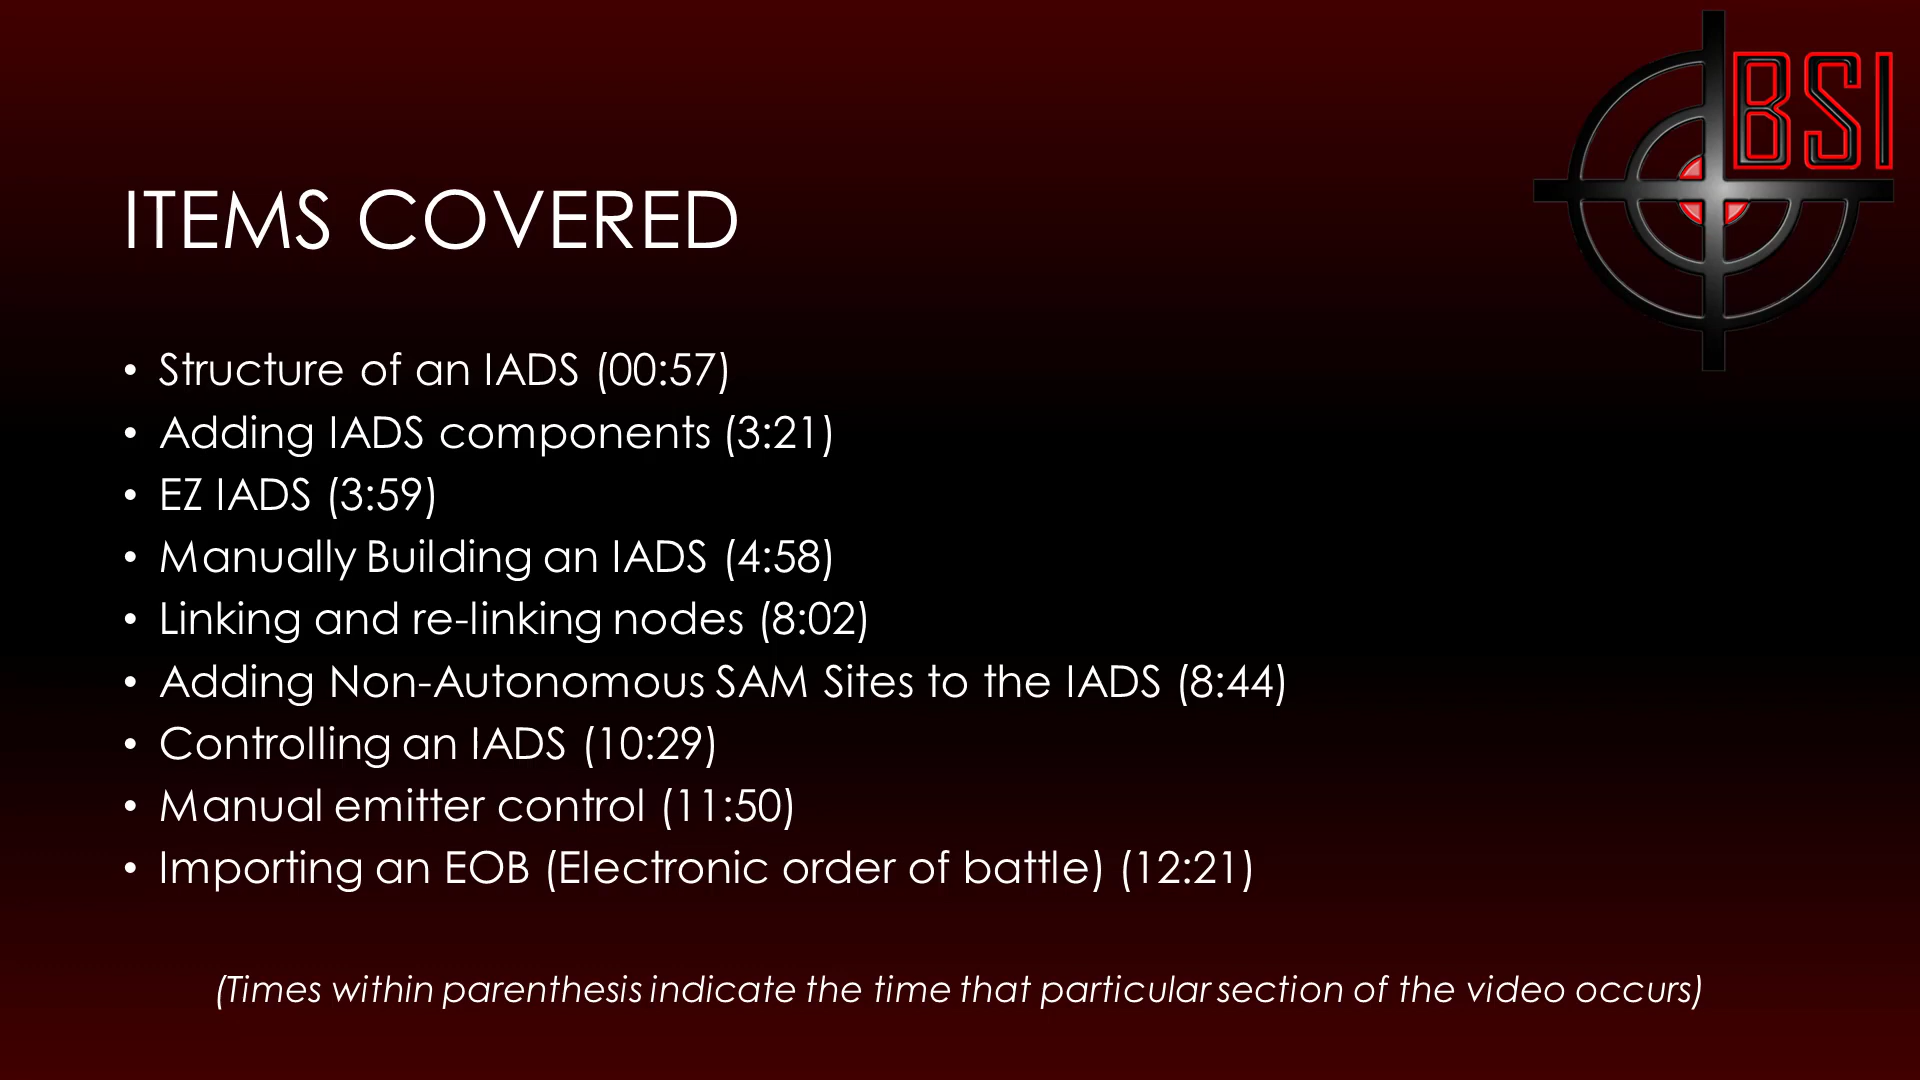 BSI
ITEMS COVERED
• Structure of an IADS (00:57)
• Adding IADS components (3:21)
• EZ IADS (3:59)
• Manually Building an IADS (4:58)
• Linking and re-linking nodes (8:02)
• Adding Non-Autonomous SAM Sites to the IADS (8:44)
• Controlling an IADS (10:29)
• Manual emitter control (11:50)
• Importing an EOB (Electronic order of battle) (12:21)
(Times within parenthesis indicate the time that particular section of the video occurs)